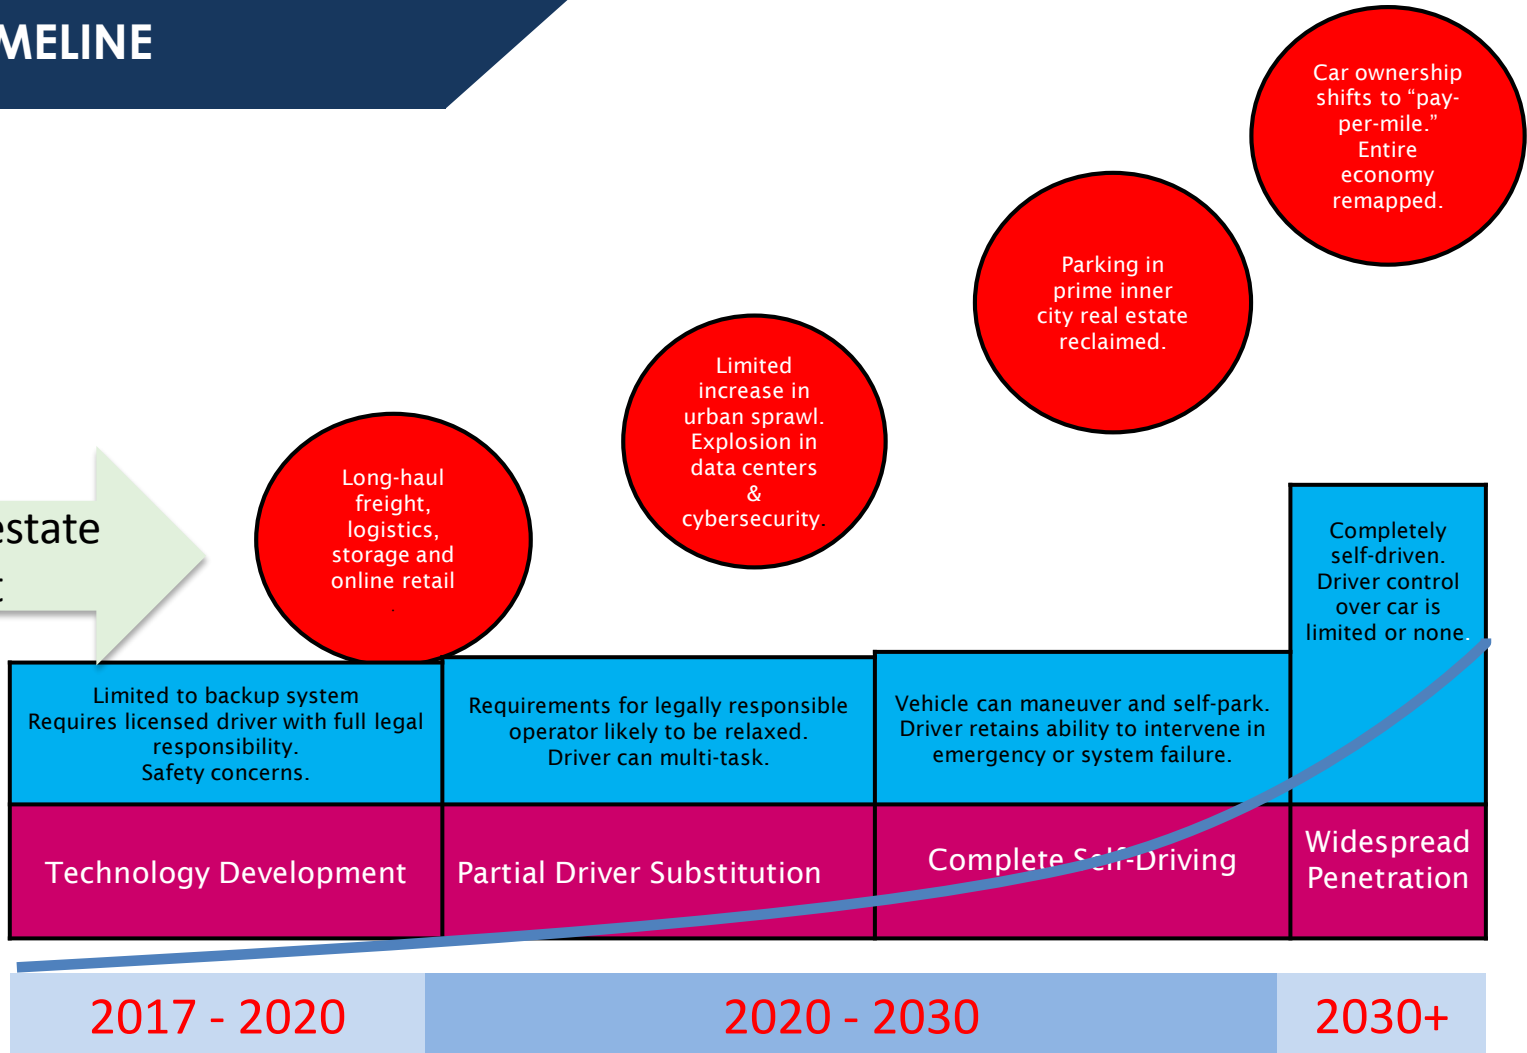 MELINE
Car ownership
shifts to “pay-
per-mile.”
Entire
economy
remapped.
Parking in
prime inner
city real estate
reclaimed.
Limited
increase in
urban sprawl.
Explosion in
data centers
&
cybersecurity.
Long-haul
freight,
logistics,
storage and
online retail
.
estate
t
Limited to backup system
Requires licensed driver with full legal
responsibility.
Safety concerns.
Requirements for legally responsible
operator likely to be relaxed.
Driver can multi-task.
Vehicle can maneuver and self-park.
Driver retains ability to intervene in
emergency or system failure.
Completely
self-driven.
Driver control
over car is
limited or none.
Technology Development
Partial Driver Substitution
Complete Self-Driving
Widespread
Penetration
2017 - 2020
2020 - 2030
2030+